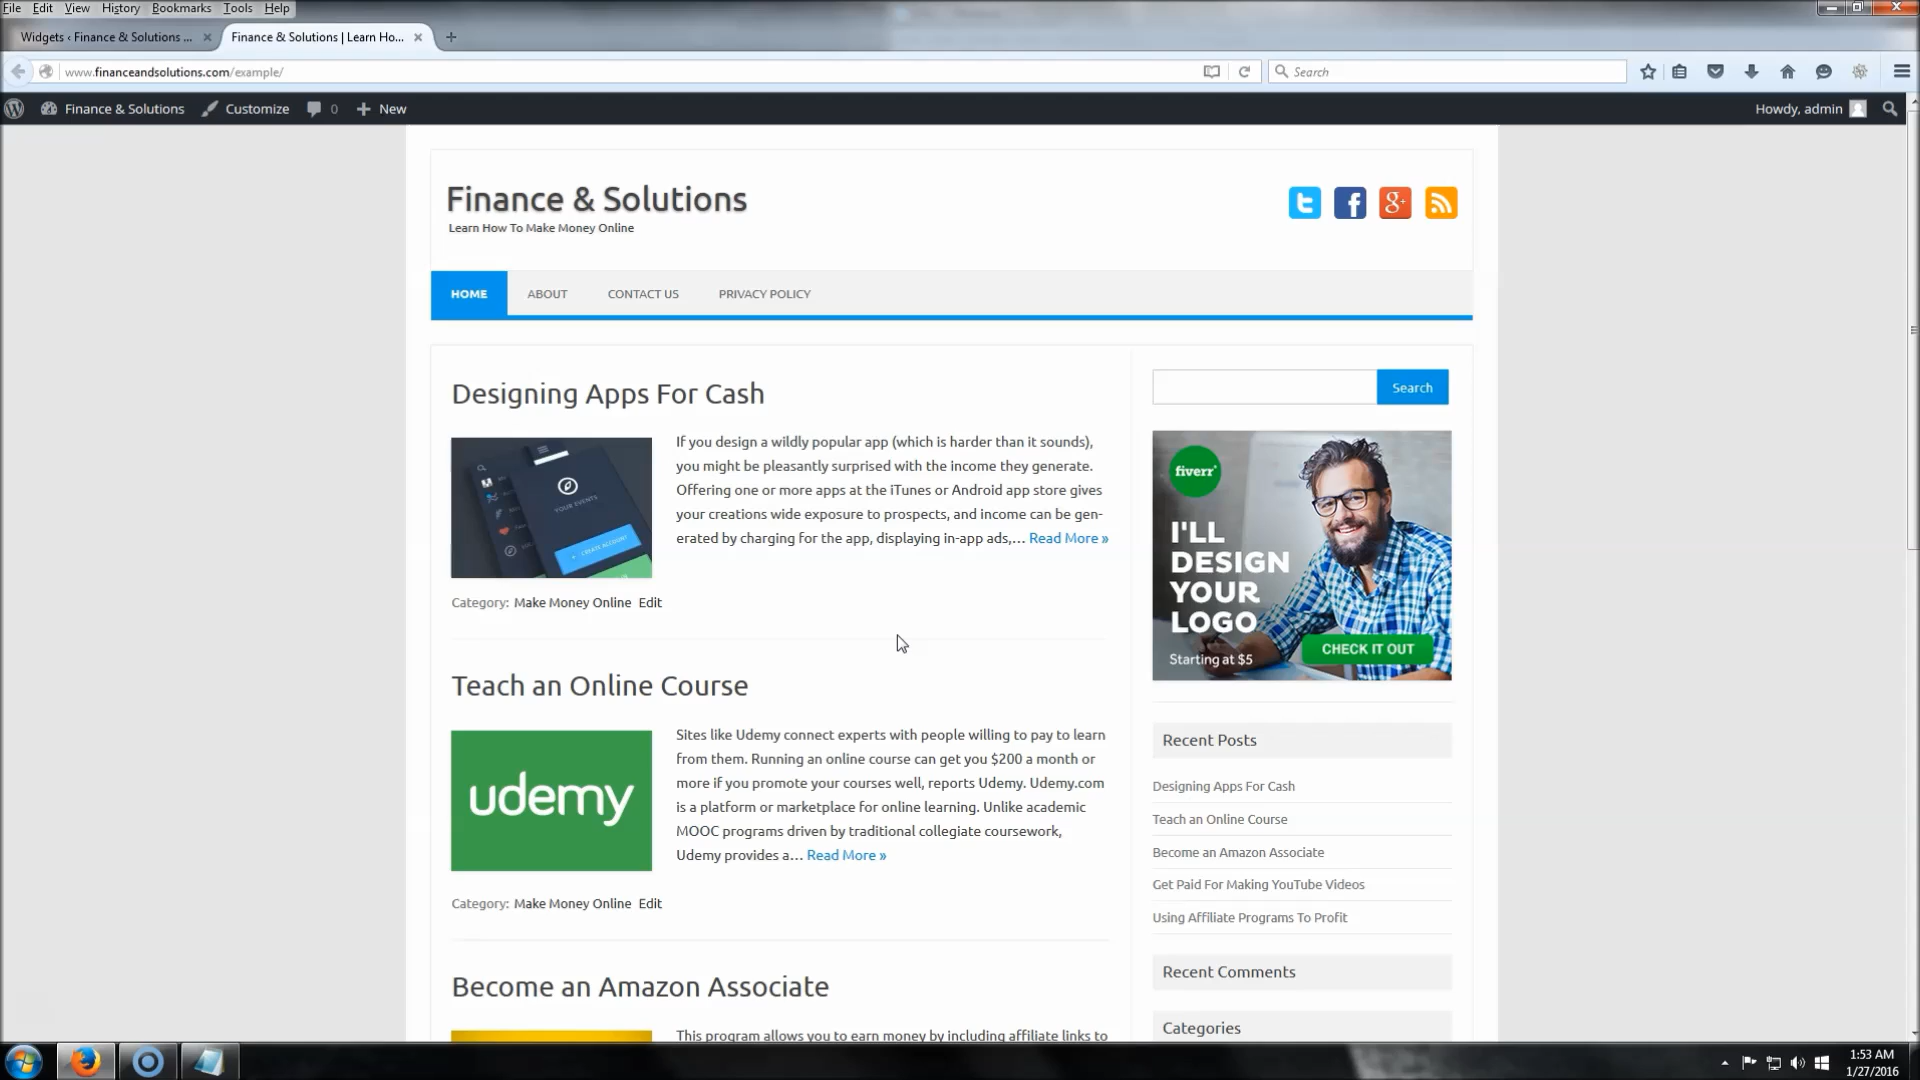 File Edit View History Bookmarks Tools Help
Widgets ‹ Finance & Solutions ...
Finance & Solutions | Learn Ho...
www.financeandsolutions.com/example/
Search
Finance & Solutions
Customize
0
New
Howdy, admin
Finance & Solutions
Learn How To Make Money Online
HOME
ABOUT
CONTACT US
PRIVACY POLICY
Designing Apps For Cash
YOUR EVENTS
CREATE ACCOUNT
If you design a wildly popular app (which is harder than it sounds),
you might be pleasantly surprised with the income they generate.
Offering one or more apps at the iTunes or Android app store gives
your creations wide exposure to prospects, and income can be gen-
erated by charging for the app, displaying in-app ads,... Read More »
Category: Make Money Online Edit
Teach an Online Course
udemy
Sites like Udemy connect experts with people willing to pay to learn
from them. Running an online course can get you $200 a month or
more if you promote your courses well, reports Udemy. Udemy.com
is a platform or marketplace for online learning. Unlike academic
MOOC programs driven by traditional collegiate coursework,
Udemy provides a... Read More »
Category: Make Money Online Edit
Become an Amazon Associate
This program allows you to earn money by including affiliate links to
Search
fiverr
I'LL
DESIGN
YOUR
LOGO
Starting at $5
CHECK IT OUT
Recent Posts
Designing Apps For Cash
Teach an Online Course
Become an Amazon Associate
Get Paid For Making YouTube Videos
Using Affiliate Programs To Profit
Recent Comments
Categories
1:53 AM
1/27/2016